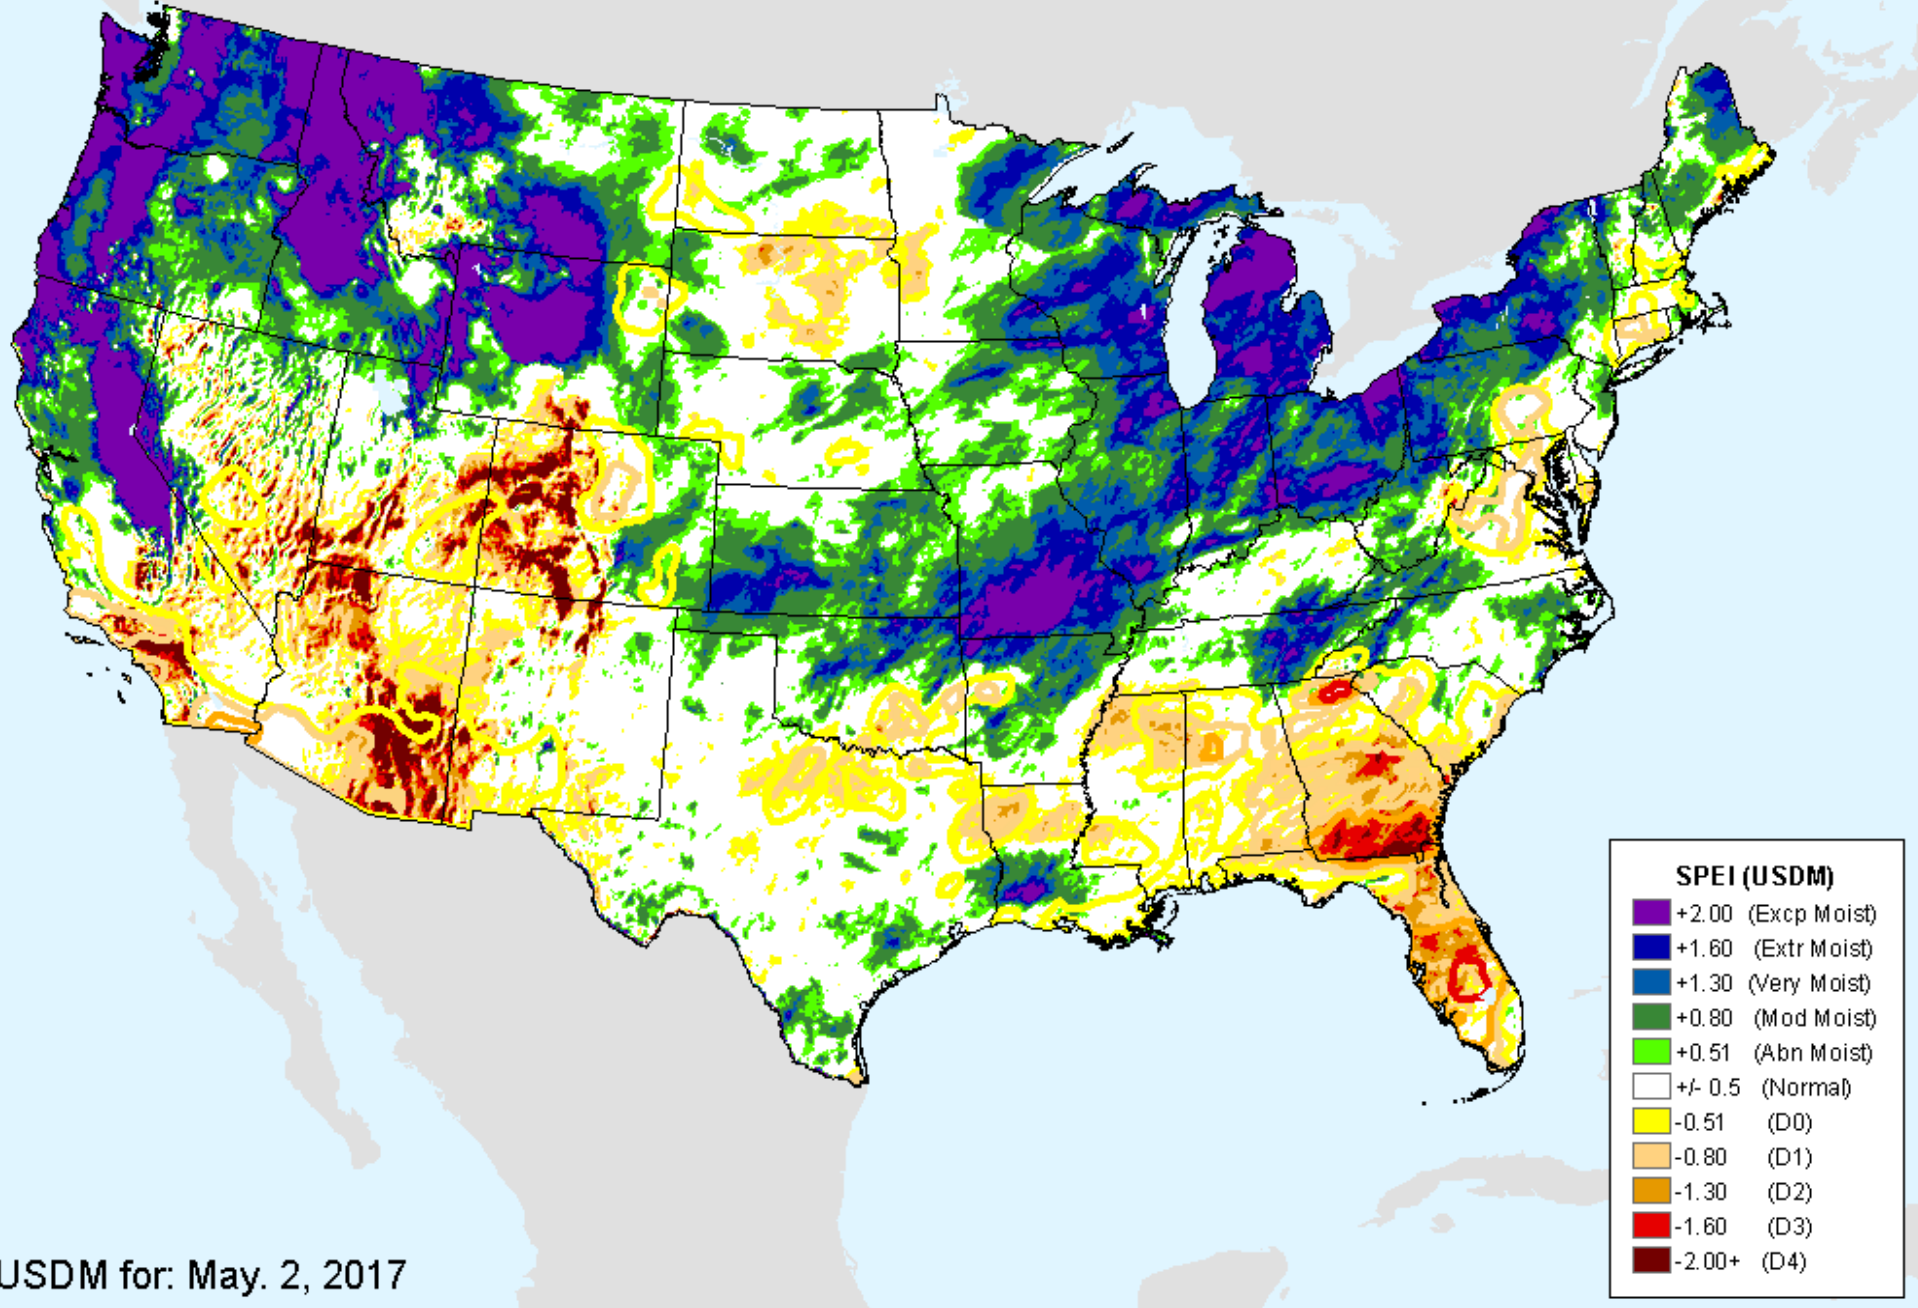 SPEI (USDM)
+2.00 (Excp Moist)
+1.60 (Extr Moist)
+1.30 (Very Moist)
+0.80 (Mod Moist)
+0.51 (Abn Moist)
+/- 0.5 (Normal)
-0.51 (D0)
-0.80 (D1)
-1.30 (D2)
-1.60 (D3)
-2.00+ (D4)
USDM for: May. 2, 2017